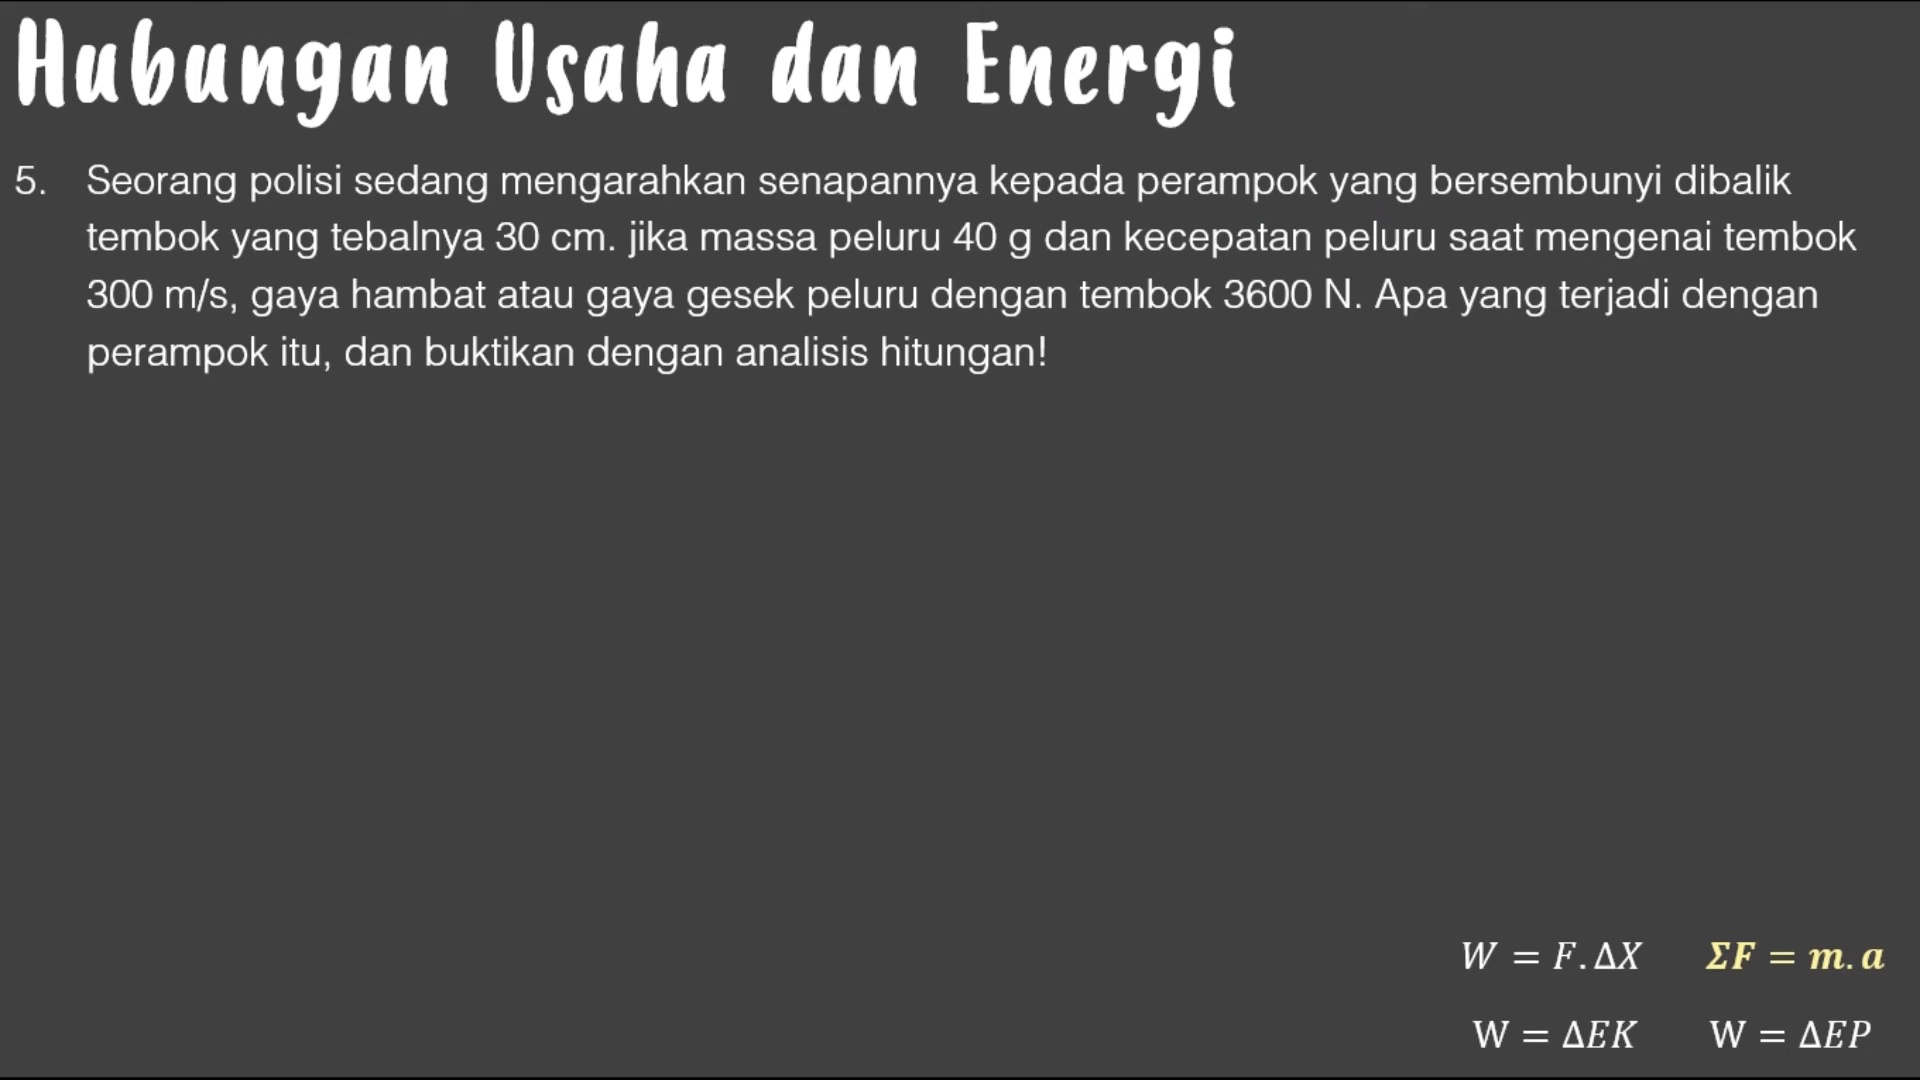 Hubungan Usaha dan Energi
5. Seorang polisi sedang mengarahkan senapannya kepada perampok yang bersembunyi dibalik
tembok yang tebalnya 30 cm. jika massa peluru 40 g dan kecepatan peluru saat mengenai tembok
300 m/s, gaya hambat atau gaya gesek peluru dengan tembok 3600 N. Apa yang terjadi dengan
perampok itu, dan buktikan dengan analisis hitungan!
W = F.ΔX ΣF = m.a
W = ΔEK W = ΔEP